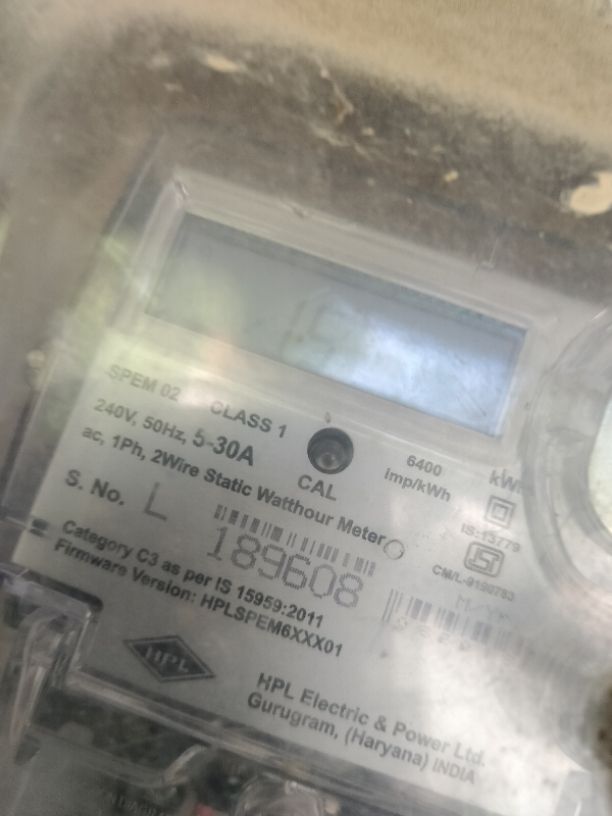 SPEM 02 CLASS 1
240V, 50Hz, 5-30A
CAL
6400
imp/kWh
ac, 1Ph, 2Wire Static Watthour Meter
IS:13779
S. No. L
189608
CM/L-9190783
Category C3 as per IS 15959:2011
Firmware Version: HPLSPEM6XXX01
HPL
HPL Electric & Power Ltd.
Gurugram, (Haryana) INDIA